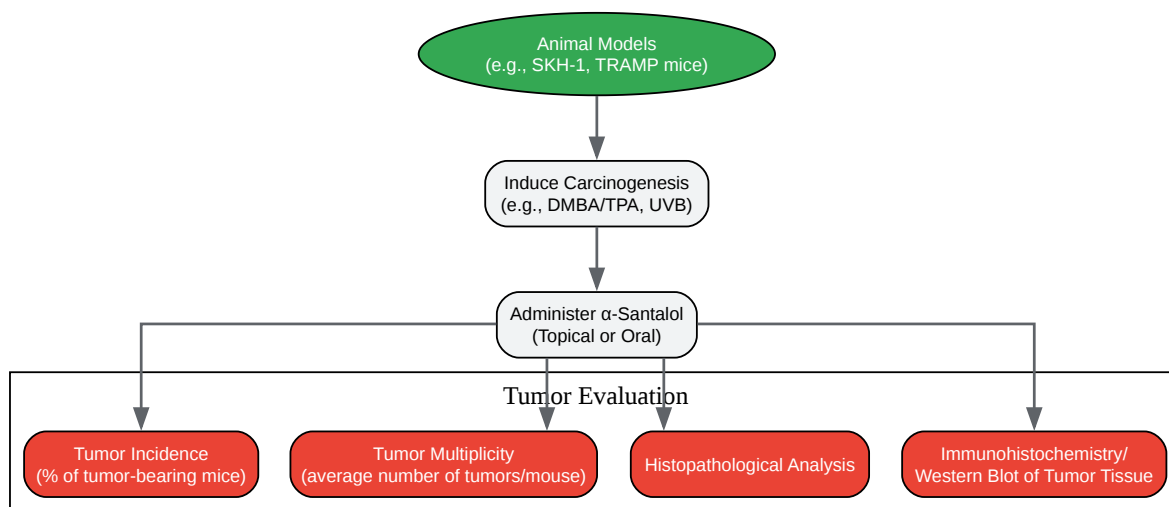 Animal Models
(e.g., SKH-1, TRAMP mice)
Induce Carcinogenesis
(e.g., DMBA/TPA, UVB)
Administer α-Santalol
(Topical or Oral)
Tumor Evaluation
Tumor Incidence
(% of tumor-bearing mice)
Tumor Multiplicity
(average number of tumors/mouse)
Histopathological Analysis
Immunohistochemistry/
Western Blot of Tumor Tissue